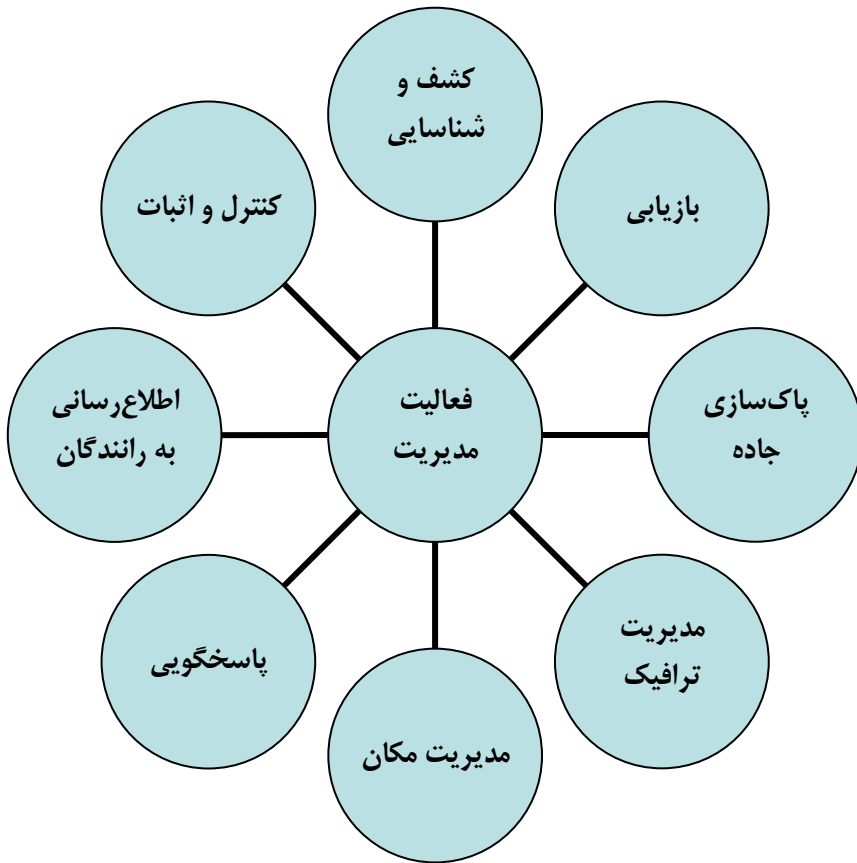 کشف و
شناسایی
بازیابی
کنترل و اثبات
فعالیت
مدیریت
پاک‌سازی
جاده
اطلاع‌رسانی
به رانندگان
مدیریت
ترافیک
پاسخگویی
مدیریت مکان